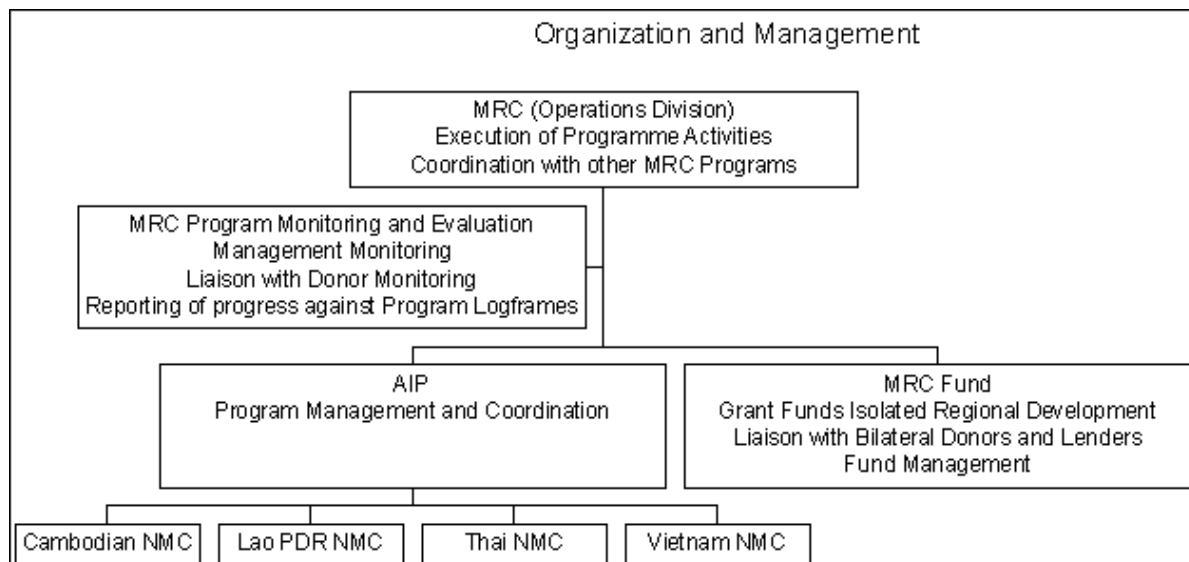 Organization and Management
MRC (Operations Division)
Execution of Programme Activities
Coordination with other MRC Programs
MRC Program Monitoring and Evaluation
Management Monitoring
Liaison with Donor Monitoring
Reporting of progress against Program Logframes
AIP
Program Management and Coordination
MRC Fund
Grant Funds Isolated Regional Development
Liaison with Bilateral Donors and Lenders
Fund Management
Cambodian NMC
Lao PDR NMC
Thai NMC
Vietnam NMC